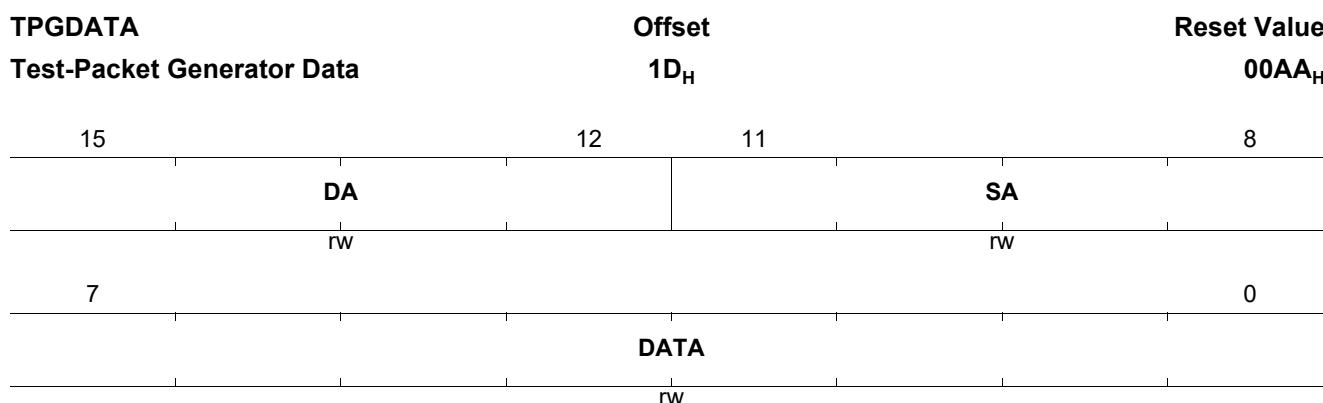 TPGDATA Offset Reset Value
Test-Packet Generator Data 1DH 00AAH
15 12 11 8
DA SA
rw rw
7 0
DATA
rw